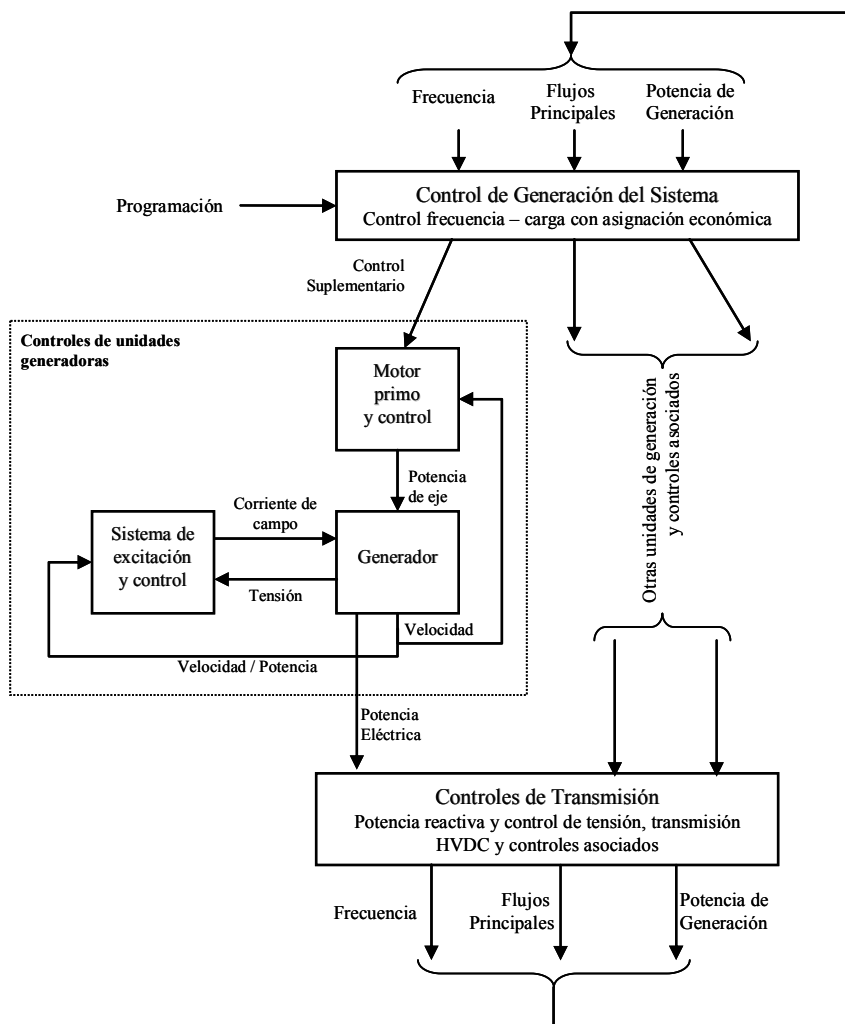 Frecuencia
Flujos
Principales
Potencia de
Generación
Programación
Control de Generación del Sistema
Control frecuencia – carga con asignación económica
Control
Suplementario
Controles de unidades
generadoras
Motor
primo
y control
Otras unidades de generación
y controles asociados
Potencia
de eje
Corriente de
campo
Sistema de
excitación
y control
Generador
Tensión
Velocidad
Velocidad / Potencia
Potencia
Eléctrica
Controles de Transmisión
Potencia reactiva y control de tensión, transmisión
HVDC y controles asociados
Frecuencia
Flujos
Principales
Potencia de
Generación